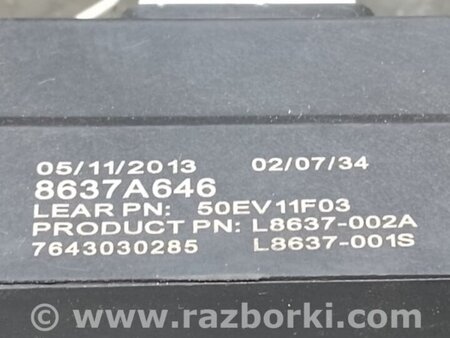 05/11/2013 02/07/34
8637A646
LEAR PN: 50EV11F03
PRODUCT PN: L8637-002A
7643030285 L8637-001S
© www.razborki.com